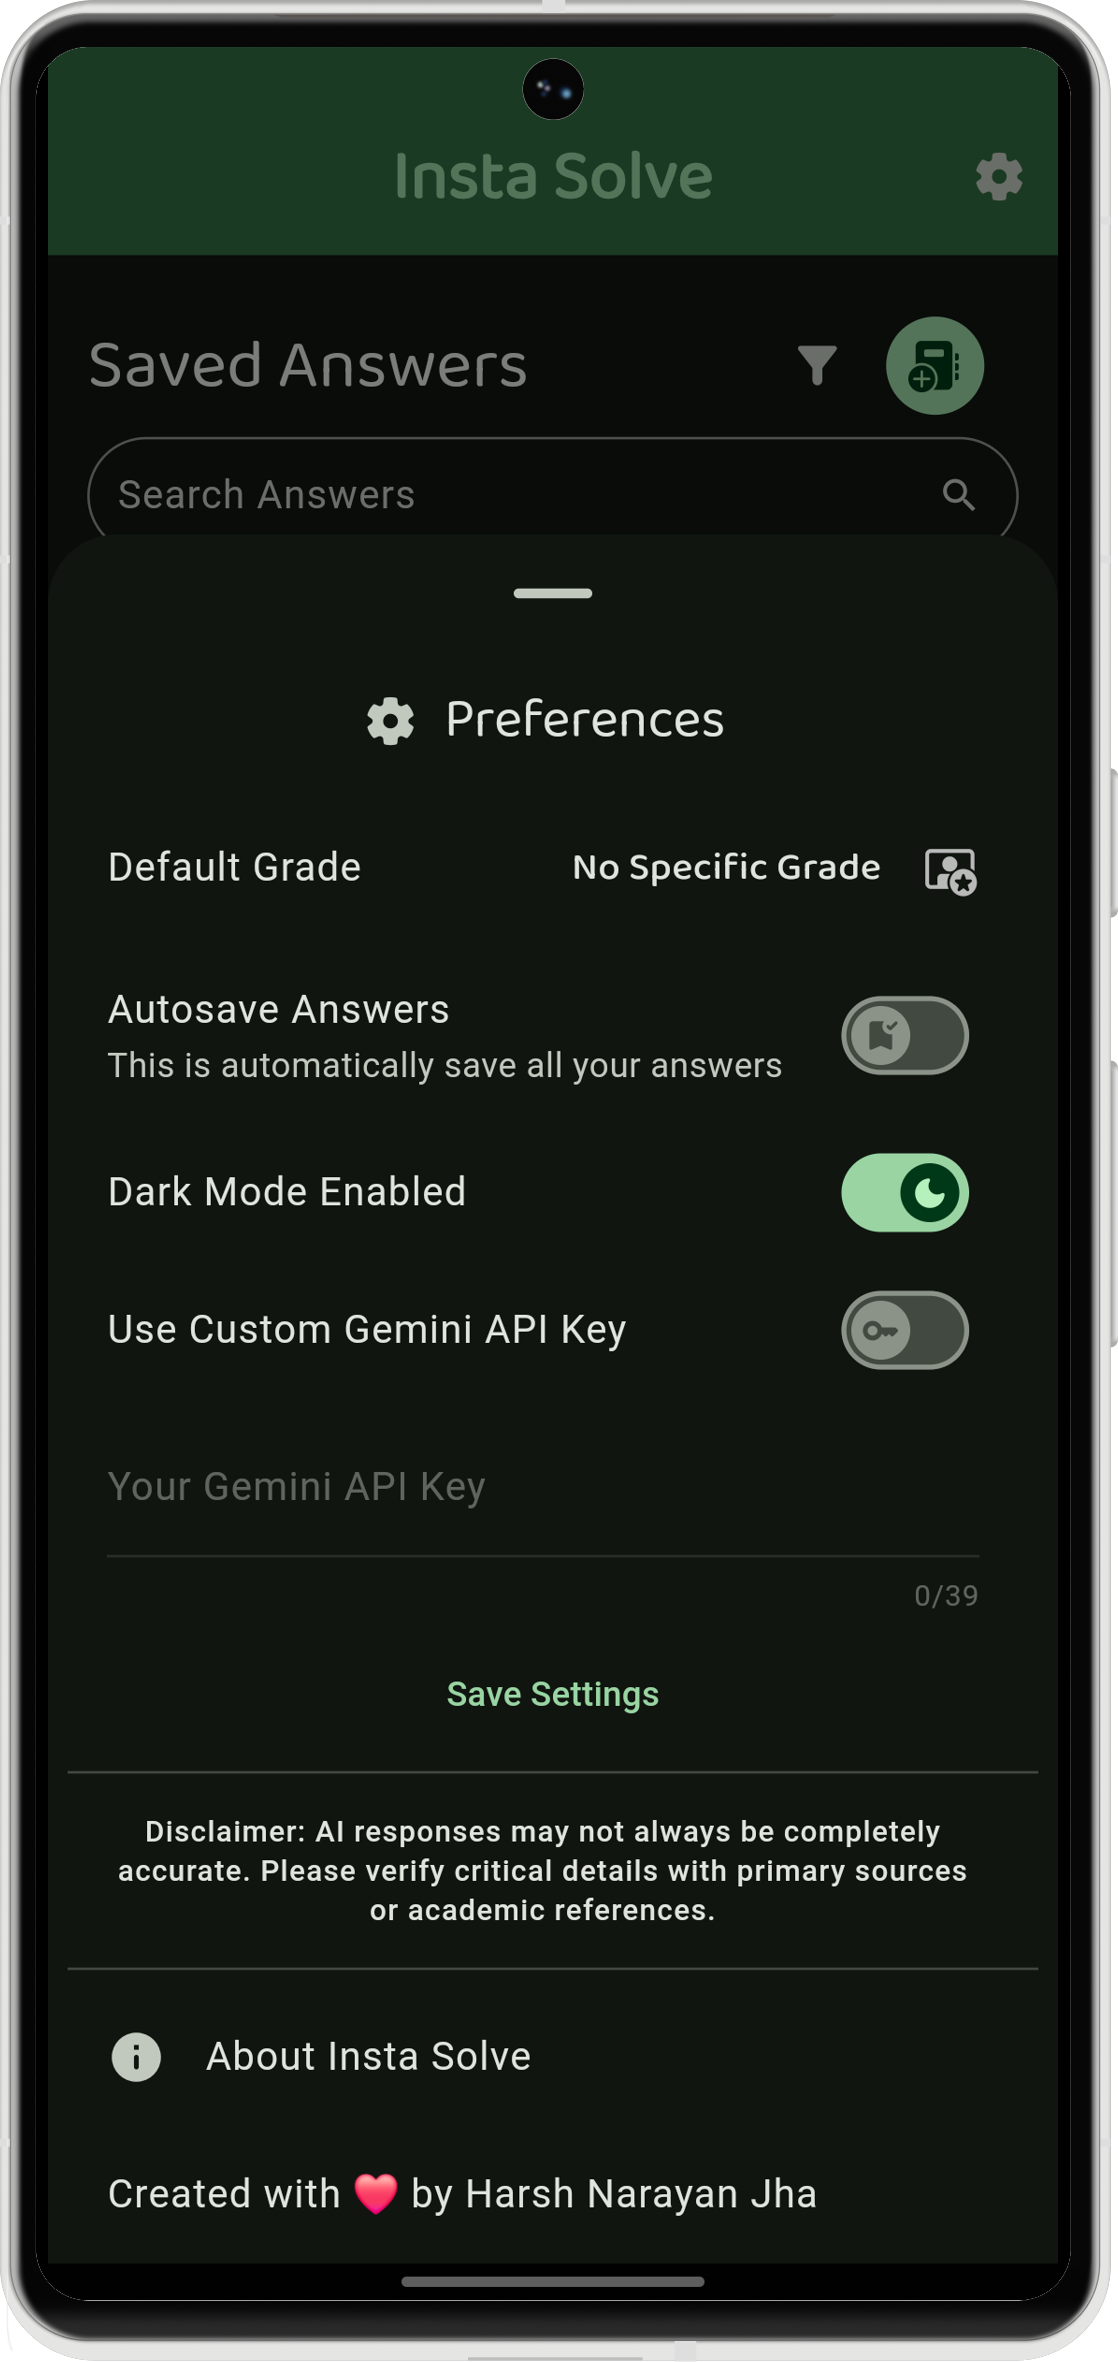 Insta Solve
Saved Answers
Search Answers
Preferences
Default Grade
No Specific Grade
Autosave Answers
This is automatically save all your answers
Dark Mode Enabled
Use Custom Gemini API Key
Your Gemini API Key
0/39
Save Settings
Disclaimer: AI responses may not always be completely
accurate. Please verify critical details with primary sources
or academic references.
About Insta Solve
Created with ❤️ by Harsh Narayan Jha